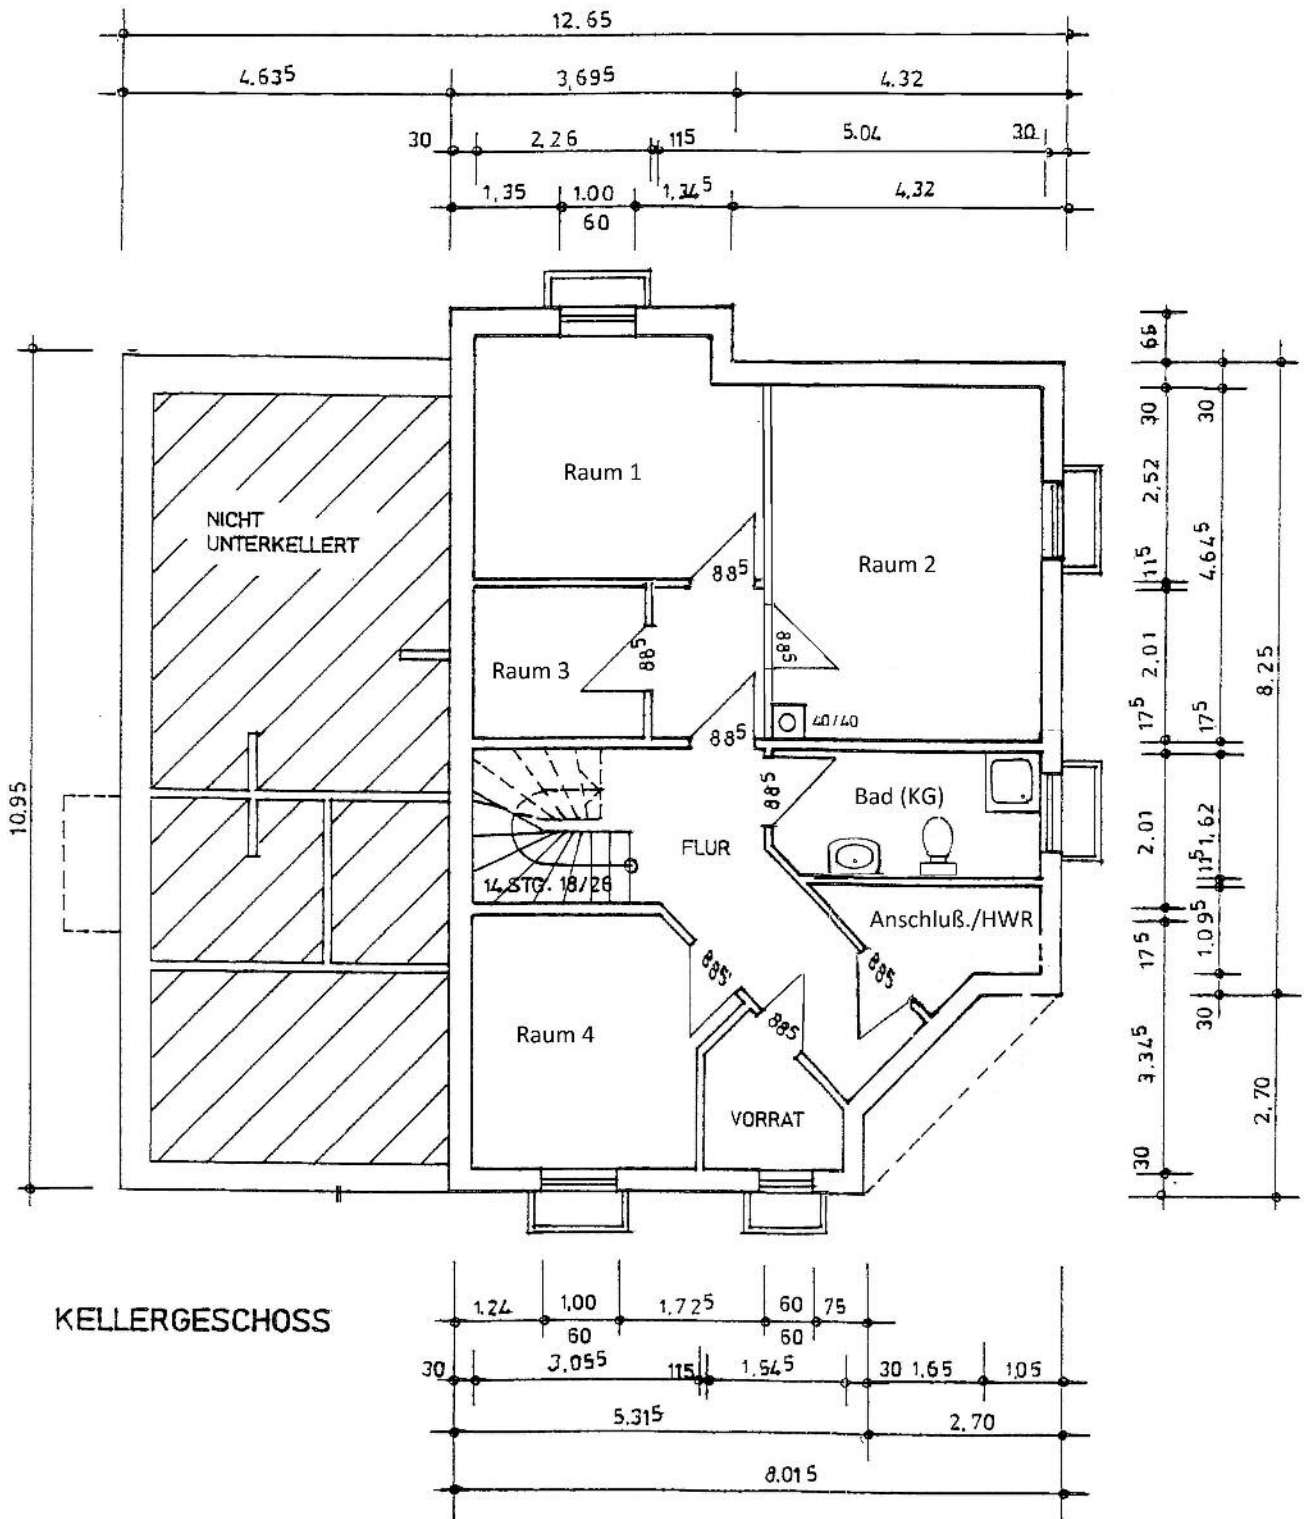 12.65
4.635 3,695 4.32
30 2,26 115 5.04 30
1,35 1.00 1,345 4,32
60
65
30 30
2,52
NICHT
UNTERKELLERT
Raum 1
885
Raum 2
115
4.645
Raum 3
885
885
2,01
8.25
885
40/40
175 175
10.95
885
Bad (KG)
FLUR
2.01
1,62
14 STG. 18/26
115
Anschluß./HWR
1.095
175
885
885
885
30
Raum 4
3,345
VORRAT
2,70
30
KELLERGESCHOSS
1.24 1,00 1,725 60 75
60 60
30 3,055 115 1,545 30 1,65 1,05
5.315 2,70
8.015